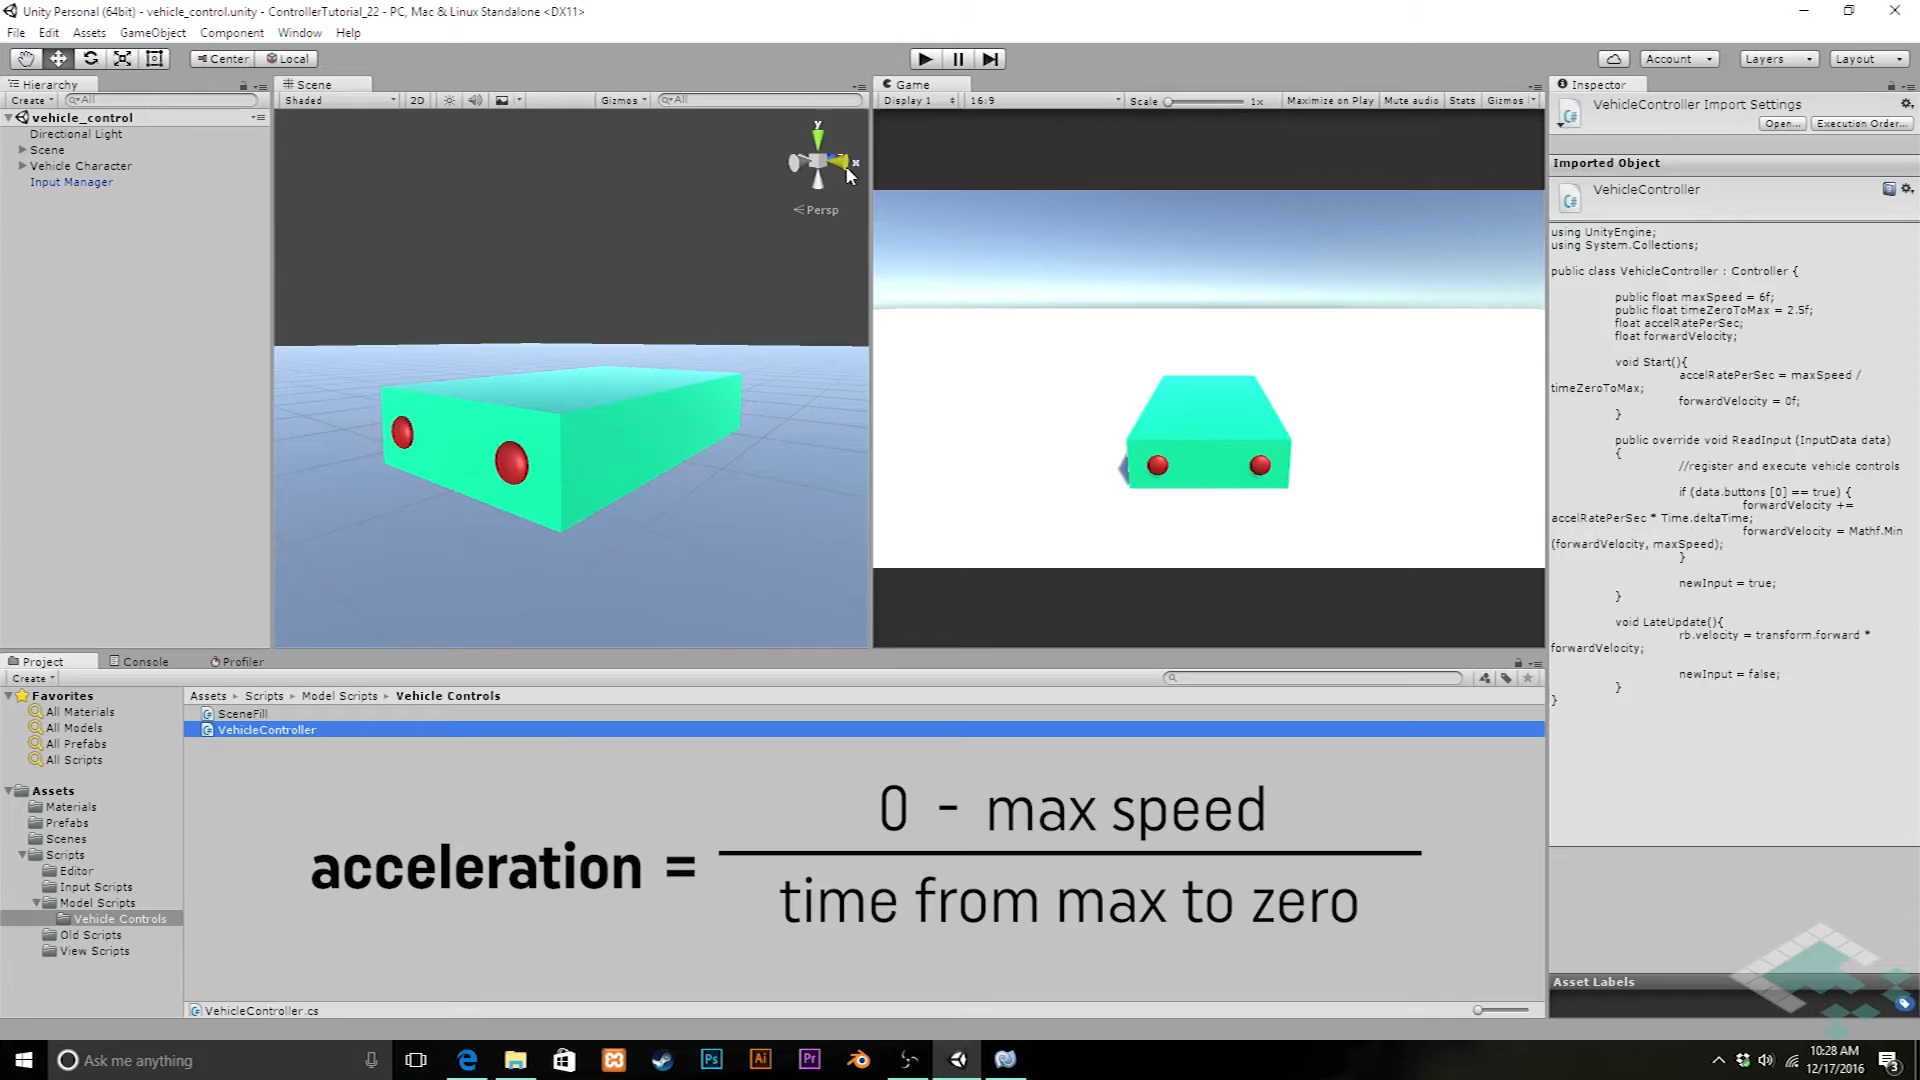 Unity Personal (64bit) - vehicle_control.unity - ControllerTutorial_22 - PC, Mac & Linux Standalone <DX11>
File Edit Assets GameObject Component Window Help
Center Local
Account Layers Layout
Hierarchy
Create All
vehicle_control
Directional Light
Scene
Vehicle Character
Input Manager
Scene
Shaded 2D Gizmos All
y
x
Persp
Game
Display 1 16:9 Scale 1x Maximize on Play Mute audio Stats Gizmos
Inspector
VehicleController Import Settings
Open... Execution Order...
Imported Object
VehicleController
using UnityEngine;
using System.Collections;
public class VehicleController : Controller {
public float maxSpeed = 6f;
public float timeZeroToMax = 2.5f;
float accelRatePerSec;
float forwardVelocity;
void Start(){
accelRatePerSec = maxSpeed /
timeZeroToMax;
forwardVelocity = 0f;
}
public override void ReadInput (InputData data)
{
//register and execute vehicle controls
if (data.buttons [0] == true) {
forwardVelocity +=
accelRatePerSec * Time.deltaTime;
forwardVelocity = Mathf.Min
(forwardVelocity, maxSpeed);
}
newInput = true;
}
void LateUpdate(){
rb.velocity = transform.forward *
forwardVelocity;
newInput = false;
}
}
Asset Labels
Project Console Profiler
Create
Favorites
All Materials
All Models
All Prefabs
All Scripts
Assets
Materials
Prefabs
Scenes
Scripts
Editor
Input Scripts
Model Scripts
Vehicle Controls
Old Scripts
View Scripts
Assets Scripts Model Scripts Vehicle Controls
SceneFill
VehicleController
acceleration = 0 - max speed
time from max to zero
VehicleController.cs
Ask me anything
10:28 AM
12/17/2016
3